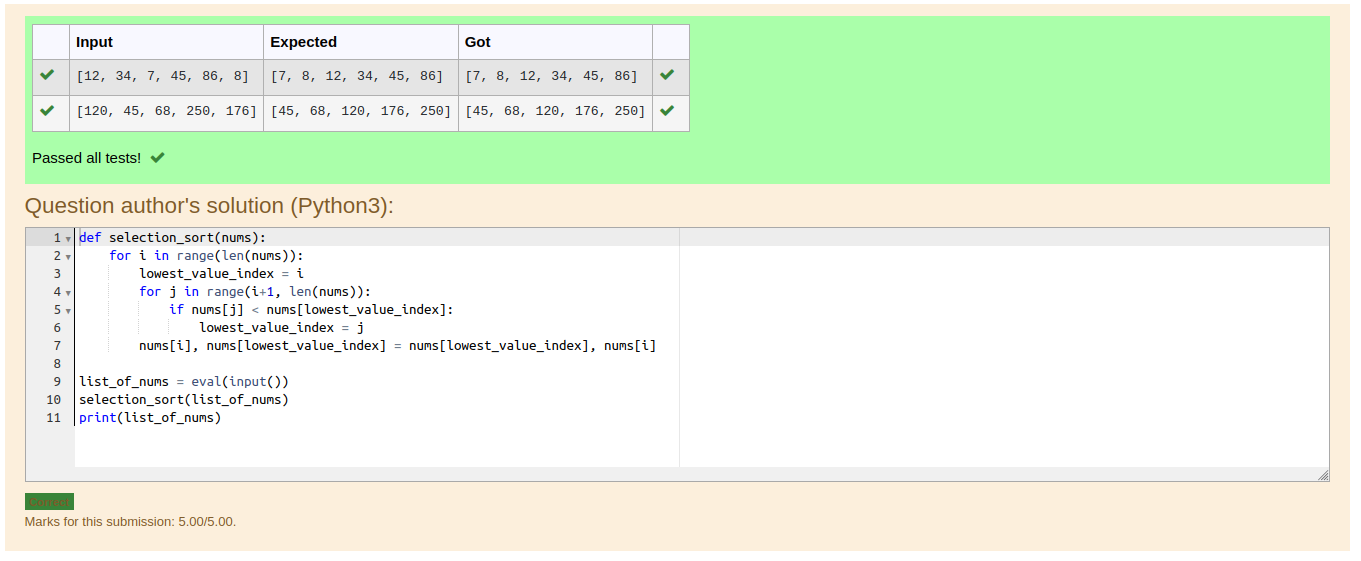 Input Expected Got
[12, 34, 7, 45, 86, 8] [7, 8, 12, 34, 45, 86] [7, 8, 12, 34, 45, 86]
[120, 45, 68, 250, 176] [45, 68, 120, 176, 250] [45, 68, 120, 176, 250]
Passed all tests!
Question author's solution (Python3):
1 def selection_sort(nums):
2     for i in range(len(nums)):
3         lowest_value_index = i
4         for j in range(i+1, len(nums)):
5             if nums[j] < nums[lowest_value_index]:
6                 lowest_value_index = j
7         nums[i], nums[lowest_value_index] = nums[lowest_value_index], nums[i]
8
9 list_of_nums = eval(input())
10 selection_sort(list_of_nums)
11 print(list_of_nums)
Correct
Marks for this submission: 5.00/5.00.